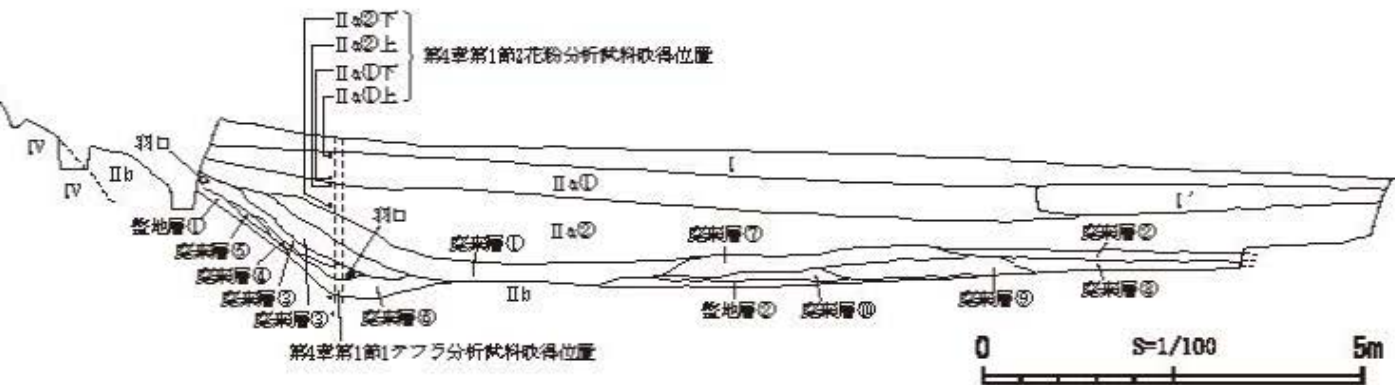 Ⅱa②下
Ⅱa②上
Ⅱa①下
Ⅱa①上
第4章第1節2花粉分析試料取得位置
Ⅳ
Ⅳ
Ⅱb
羽口
Ⅰ
Ⅱa①
Ⅰ'
羽口
Ⅱa②
整地層①
廃棄層⑤
廃棄層④
廃棄層③
廃棄層③'
廃棄層⑥
廃棄層①
Ⅱb
廃棄層⑦
整地層②
廃棄層⑩
廃棄層⑨
廃棄層②
廃棄層⑧
第4章第1節1テフラ分析試料取得位置
0 S=1/100 5m